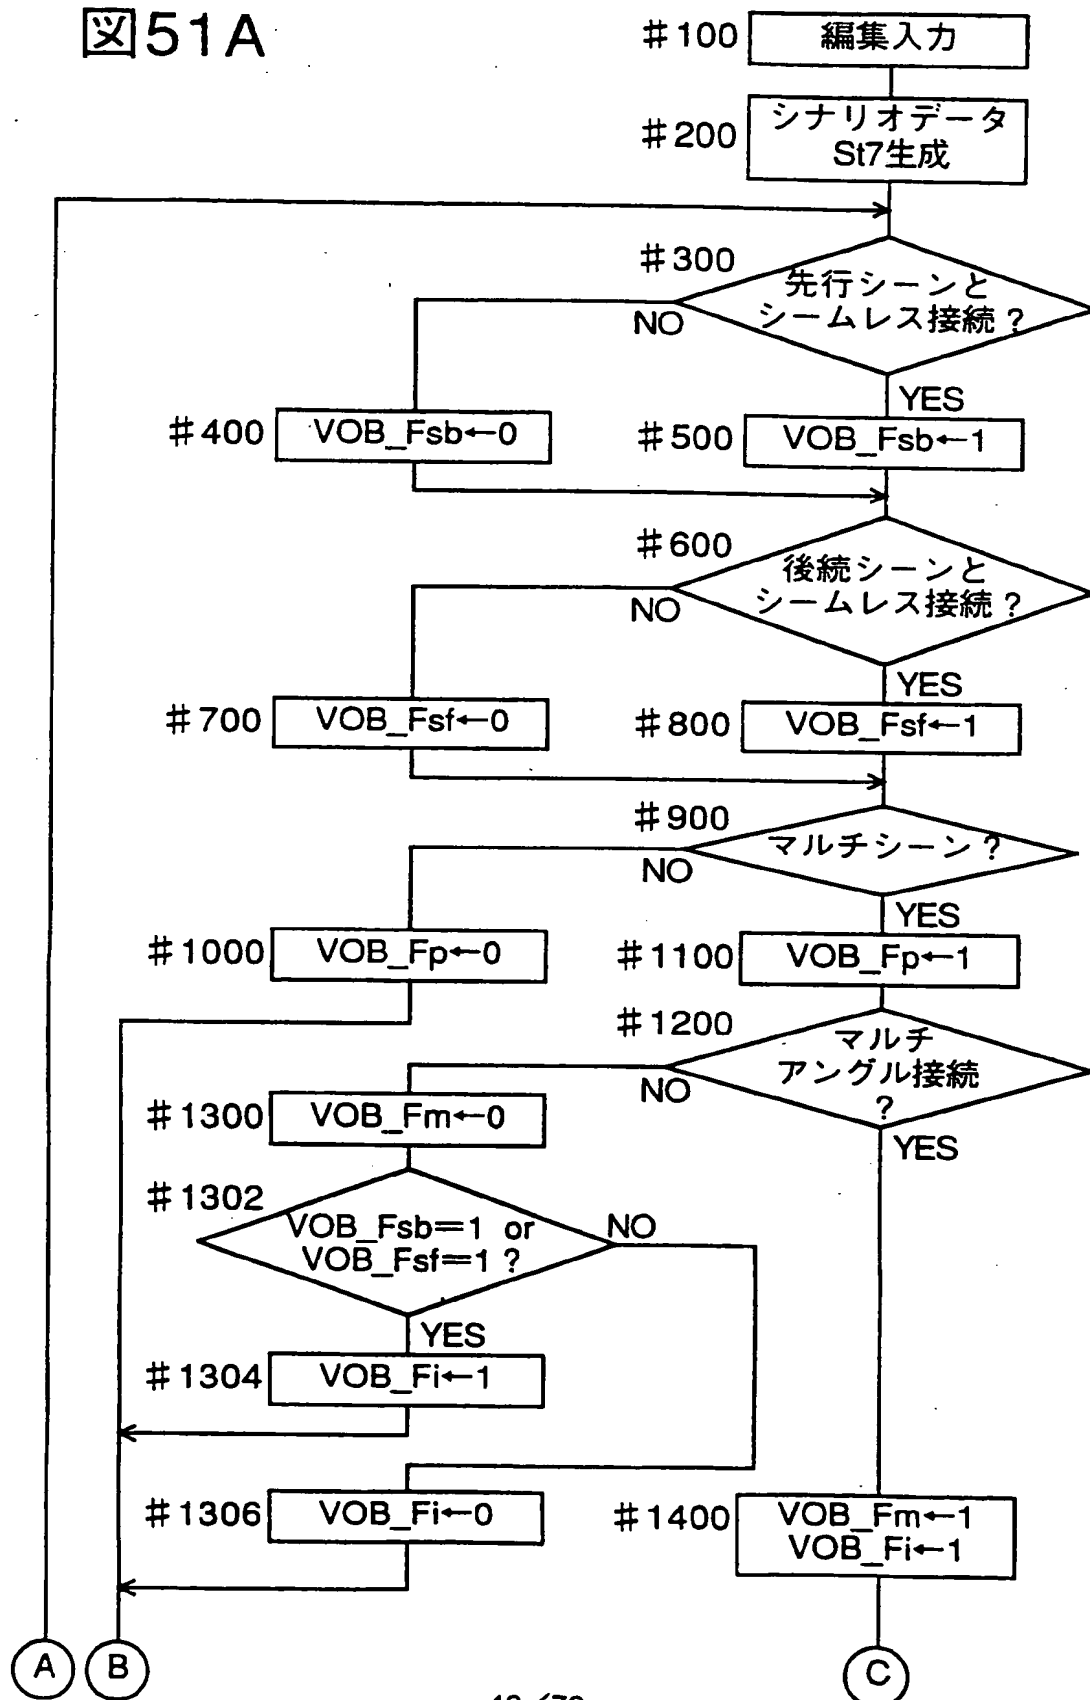 図51A
#100 編集入力
#200 シナリオデータ
St7生成
#300 先行シーンと
シームレス接続?
NO
YES
#400 VOB_Fsb←0
#500 VOB_Fsb←1
#600 後続シーンと
シームレス接続?
NO
YES
#700 VOB_Fsf←0
#800 VOB_Fsf←1
#900 マルチシーン?
NO
YES
#1000 VOB_Fp←0
#1100 VOB_Fp←1
#1200 マルチ
アングル接続
?
NO
YES
#1300 VOB_Fm←0
#1302 VOB_Fsb=1 or
VOB_Fsf=1?
NO
YES
#1304 VOB_Fi←1
#1306 VOB_Fi←0
#1400 VOB_Fm←1
VOB_Fi←1
A
B
C